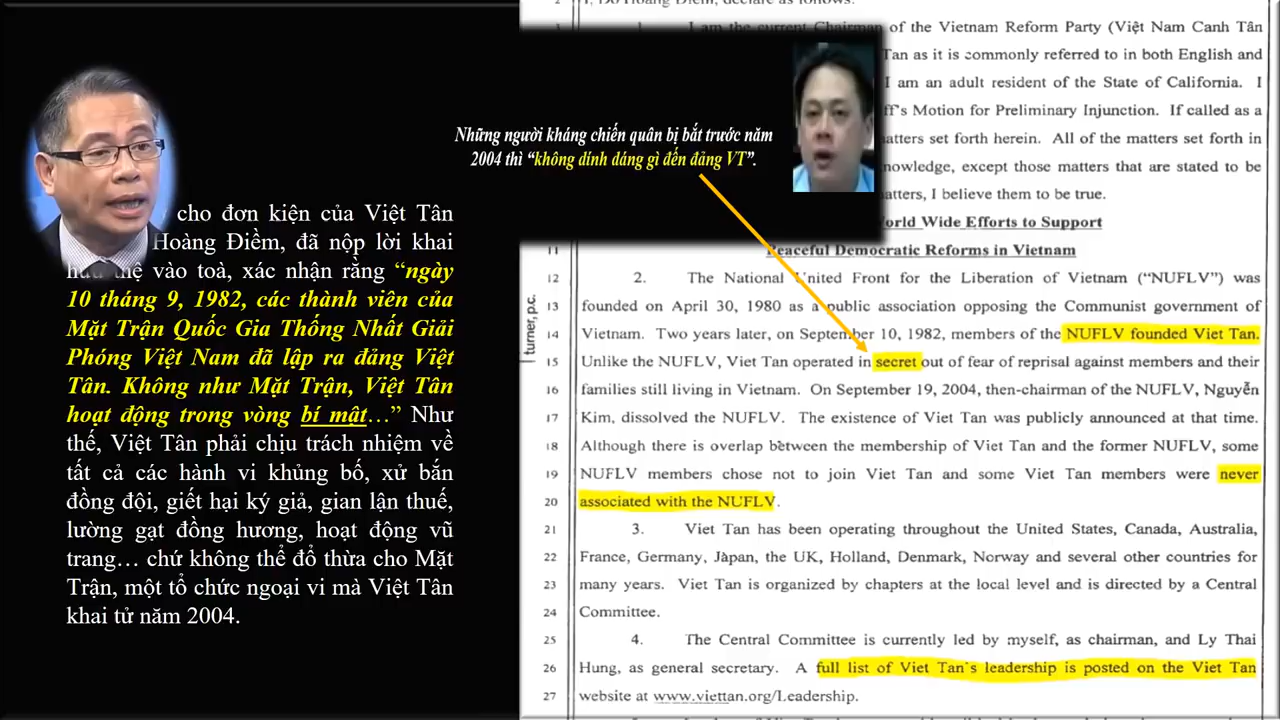 cho đơn kiện của Việt Tân
Hoàng Điềm, đã nộp lời khai
hữu thệ vào toà, xác nhận rằng “ngày
10 tháng 9, 1982, các thành viên của
Mặt Trận Quốc Gia Thống Nhất Giải
Phóng Việt Nam đã lập ra đảng Việt
Tân. Không như Mặt Trận, Việt Tân
hoạt động trong vòng bí mật…” Như
thế, Việt Tân phải chịu trách nhiệm về
tất cả các hành vi khủng bố, xử bắn
đồng đội, giết hại ký giả, gian lận thuế,
lường gạt đồng hương, hoạt động vũ
trang… chứ không thể đổ thừa cho Mặt
Trận, một tổ chức ngoại vi mà Việt Tân
khai tử năm 2004.
Những người kháng chiến quân bị bắt trước năm
2004 thì “không dính dáng gì đến đảng VT”.
turner, p.c.
2 I, Do Hoang Diem, declare as follows:
I am the current Chairman of the Vietnam Reform Party (Việt Nam Canh Tân
Tan as it is commonly referred to in both English and
I am an adult resident of the State of California. I
ff's Motion for Preliminary Injunction. If called as a
atters set forth herein. All of the matters set forth in
nowledge, except those matters that are stated to be
atters, I believe them to be true.
orld Wide Efforts to Support
11 Peaceful Democratic Reforms in Vietnam
12 2. The National United Front for the Liberation of Vietnam (“NUFLV”) was
13 founded on April 30, 1980 as a public association opposing the Communist government of
14 Vietnam. Two years later, on September 10, 1982, members of the NUFLV founded Viet Tan.
15 Unlike the NUFLV, Viet Tan operated in secret out of fear of reprisal against members and their
16 families still living in Vietnam. On September 19, 2004, then-chairman of the NUFLV, Nguyễn
17 Kim, dissolved the NUFLV. The existence of Viet Tan was publicly announced at that time.
18 Although there is overlap between the membership of Viet Tan and the former NUFLV, some
19 NUFLV members chose not to join Viet Tan and some Viet Tan members were never
20 associated with the NUFLV.
21 3. Viet Tan has been operating throughout the United States, Canada, Australia,
22 France, Germany, Japan, the UK, Holland, Denmark, Norway and several other countries for
23 many years. Viet Tan is organized by chapters at the local level and is directed by a Central
24 Committee.
25 4. The Central Committee is currently led by myself, as chairman, and Ly Thai
26 Hung, as general secretary. A full list of Viet Tan's leadership is posted on the Viet Tan
27 website at www.viettan.org/Leadership.